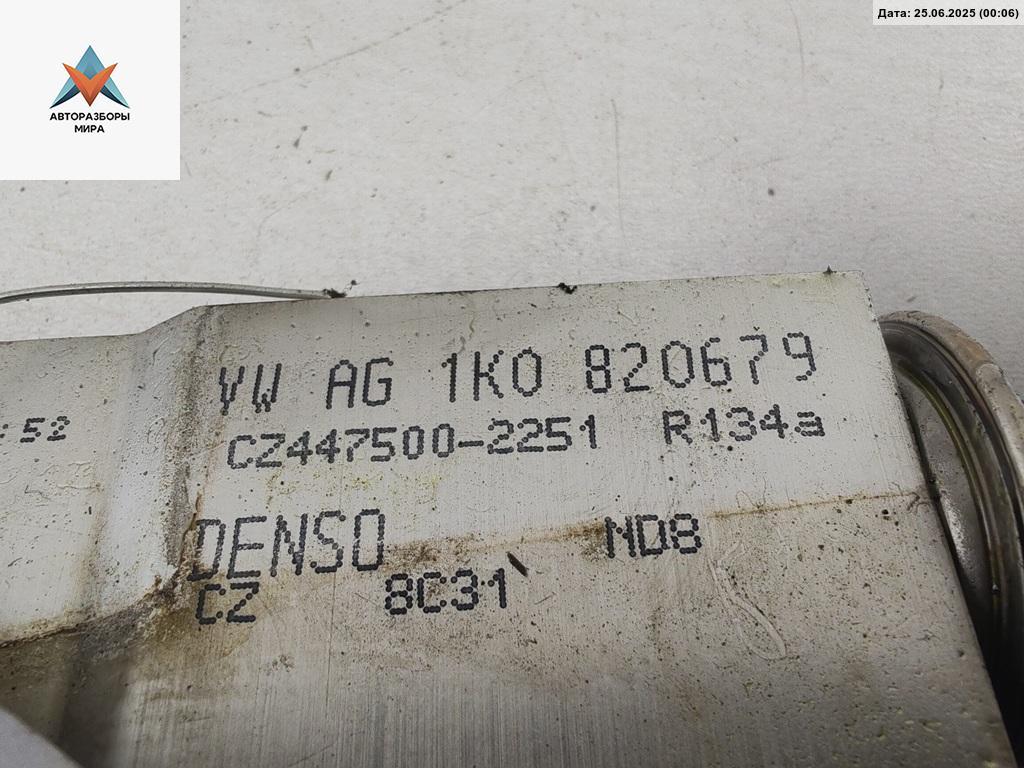 Дата: 25.06.2025 (00:06)
АВТОРАЗБОРЫ
МИРА
VW AG 1K0 820679
:52
CZ447500-2251 R134a
DENSO ND8
CZ 8C31